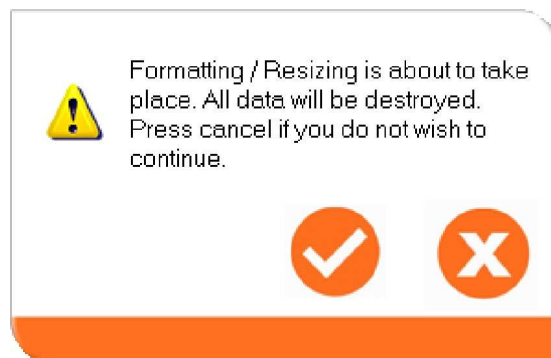 Formatting / Resizing is about to take
place. All data will be destroyed.
Press cancel if you do not wish to
continue.